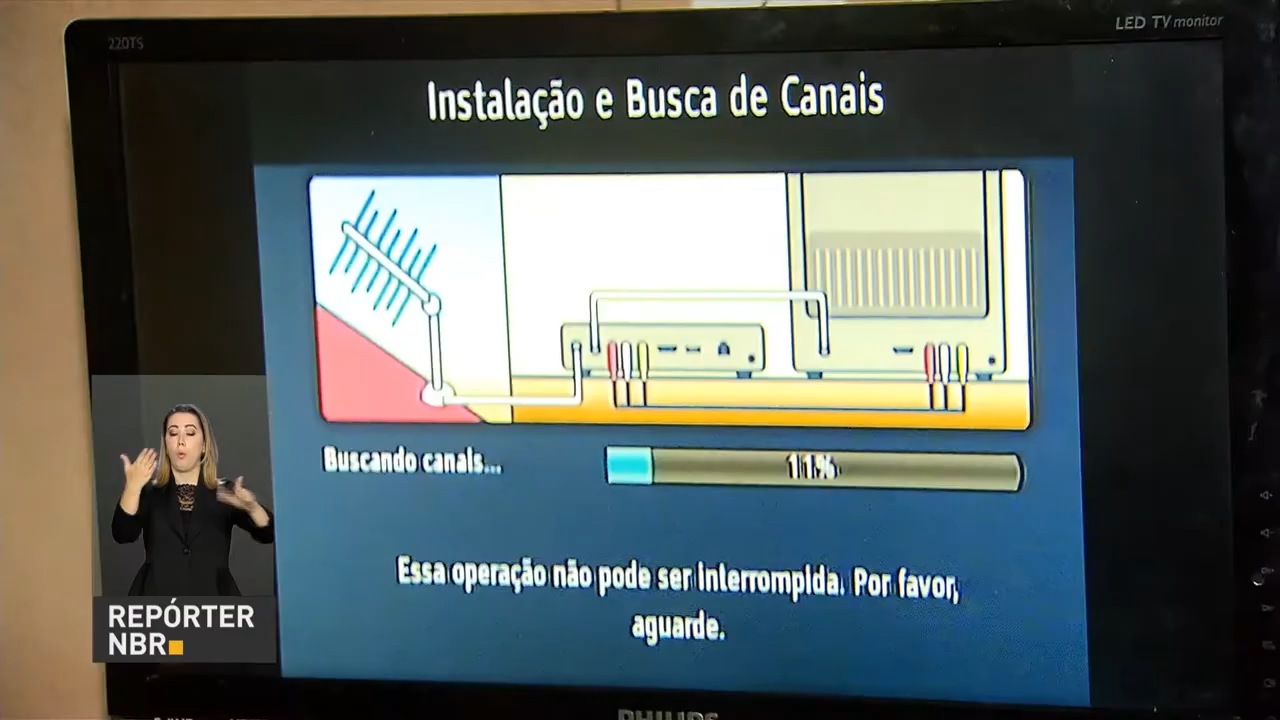 220TS
LED TV monitor
Instalação e Busca de Canais
Buscando canais...
11%
Essa operação não pode ser interrompida. Por favor,
aguarde.
REPÓRTER
NBR
PHILIPS